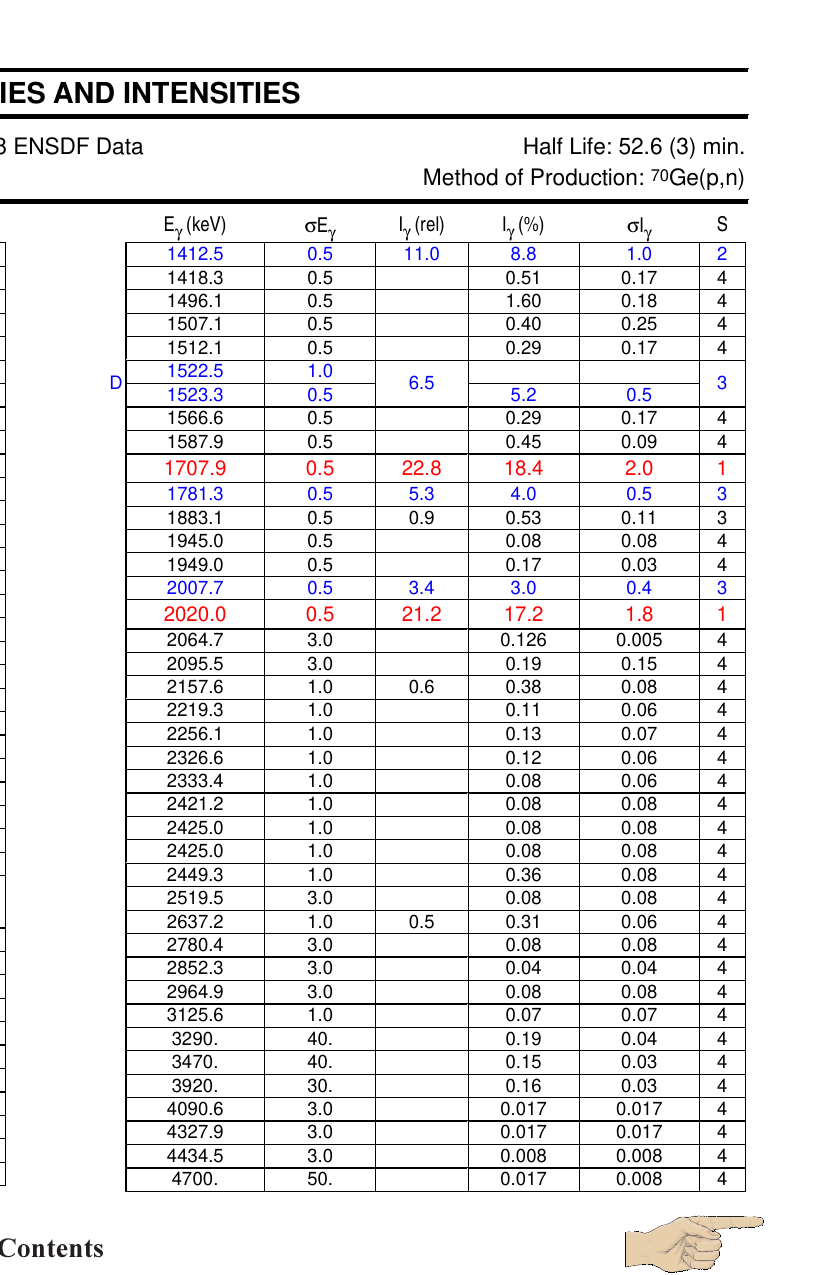 IES AND INTENSITIES
3 ENSDF Data Half Life: 52.6 (3) min.
Method of Production: 70Ge(p,n)
Eγ (keV) σEγ Iγ (rel) Iγ (%) σIγ S
1412.5 0.5 11.0 8.8 1.0 2
1418.3 0.5 0.51 0.17 4
1496.1 0.5 1.60 0.18 4
1507.1 0.5 0.40 0.25 4
1512.1 0.5 0.29 0.17 4
1522.5 1.0
D 6.5 3
1523.3 0.5 5.2 0.5
1566.6 0.5 0.29 0.17 4
1587.9 0.5 0.45 0.09 4
1707.9 0.5 22.8 18.4 2.0 1
1781.3 0.5 5.3 4.0 0.5 3
1883.1 0.5 0.9 0.53 0.11 3
1945.0 0.5 0.08 0.08 4
1949.0 0.5 0.17 0.03 4
2007.7 0.5 3.4 3.0 0.4 3
2020.0 0.5 21.2 17.2 1.8 1
2064.7 3.0 0.126 0.005 4
2095.5 3.0 0.19 0.15 4
2157.6 1.0 0.6 0.38 0.08 4
2219.3 1.0 0.11 0.06 4
2256.1 1.0 0.13 0.07 4
2326.6 1.0 0.12 0.06 4
2333.4 1.0 0.08 0.06 4
2421.2 1.0 0.08 0.08 4
2425.0 1.0 0.08 0.08 4
2425.0 1.0 0.08 0.08 4
2449.3 1.0 0.36 0.08 4
2519.5 3.0 0.08 0.08 4
2637.2 1.0 0.5 0.31 0.06 4
2780.4 3.0 0.08 0.08 4
2852.3 3.0 0.04 0.04 4
2964.9 3.0 0.08 0.08 4
3125.6 1.0 0.07 0.07 4
3290. 40. 0.19 0.04 4
3470. 40. 0.15 0.03 4
3920. 30. 0.16 0.03 4
4090.6 3.0 0.017 0.017 4
4327.9 3.0 0.017 0.017 4
4434.5 3.0 0.008 0.008 4
4700. 50. 0.017 0.008 4
Contents